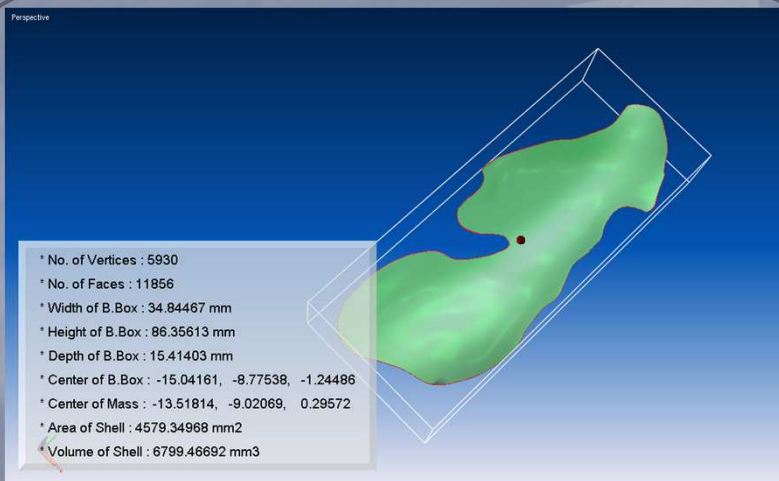 Perspective
* No. of Vertices : 5930
* No. of Faces : 11856
* Width of B.Box : 34.84467 mm
* Height of B.Box : 86.35613 mm
* Depth of B.Box : 15.41403 mm
* Center of B.Box : -15.04161, -8.77538, -1.24486
* Center of Mass : -13.51814, -9.02069, 0.29572
* Area of Shell : 4579.34968 mm2
* Volume of Shell : 6799.46692 mm3